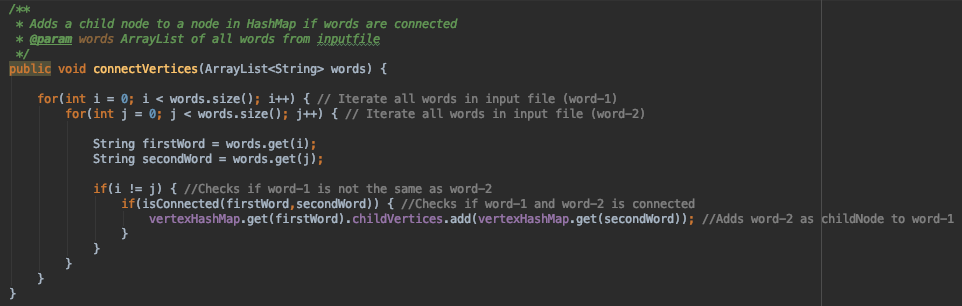 /**
 * Adds a child node to a node in HashMap if words are connected
 * @param words ArrayList of all words from inputfile
 */
public void connectVertices(ArrayList<String> words) {
    for(int i = 0; i < words.size(); i++) { // Iterate all words in input file (word-1)
        for(int j = 0; j < words.size(); j++) { // Iterate all words in input file (word-2)
            String firstWord = words.get(i);
            String secondWord = words.get(j);
            if(i != j) { //Checks if word-1 is not the same as word-2
                if(isConnected(firstWord,secondWord)) { //Checks if word-1 and word-2 is connected
                    vertexHashMap.get(firstWord).childVertices.add(vertexHashMap.get(secondWord)); //Adds word-2 as childNode to word-1
                }
            }
        }
    }
}